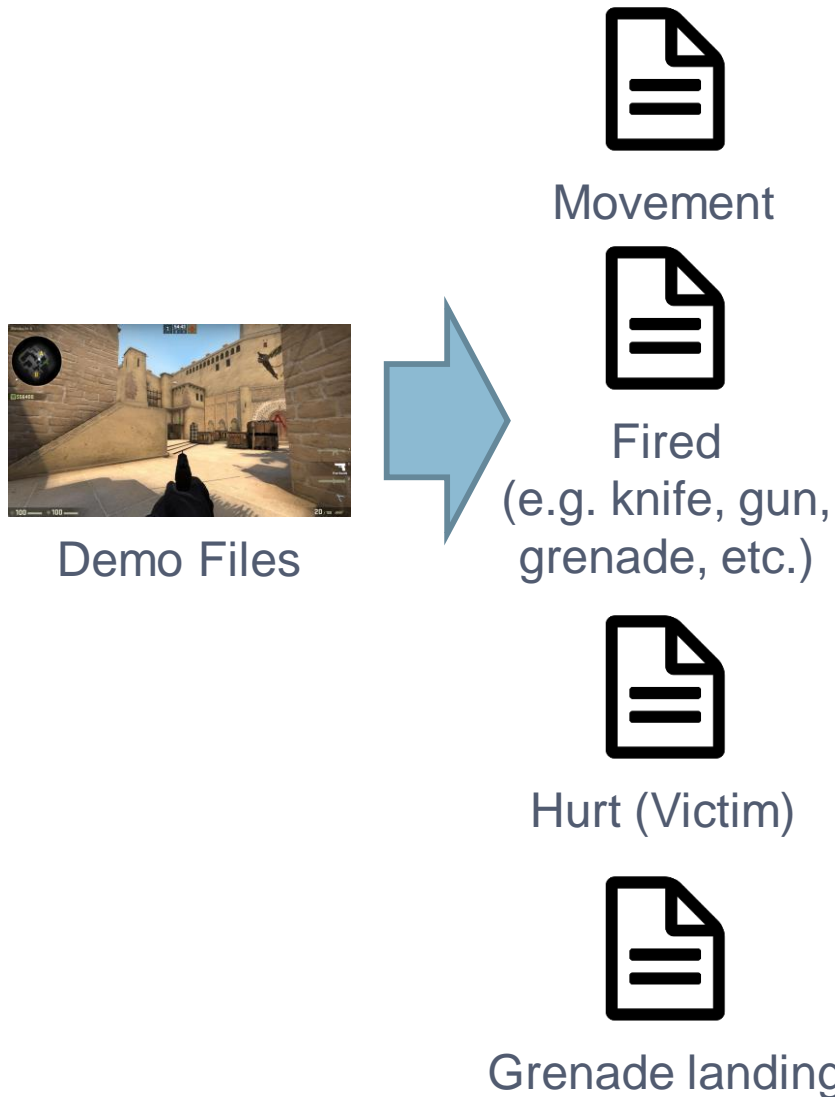 Movement
Demo Files
Fired
(e.g. knife, gun,
grenade, etc.)
Hurt (Victim)
Grenade landing